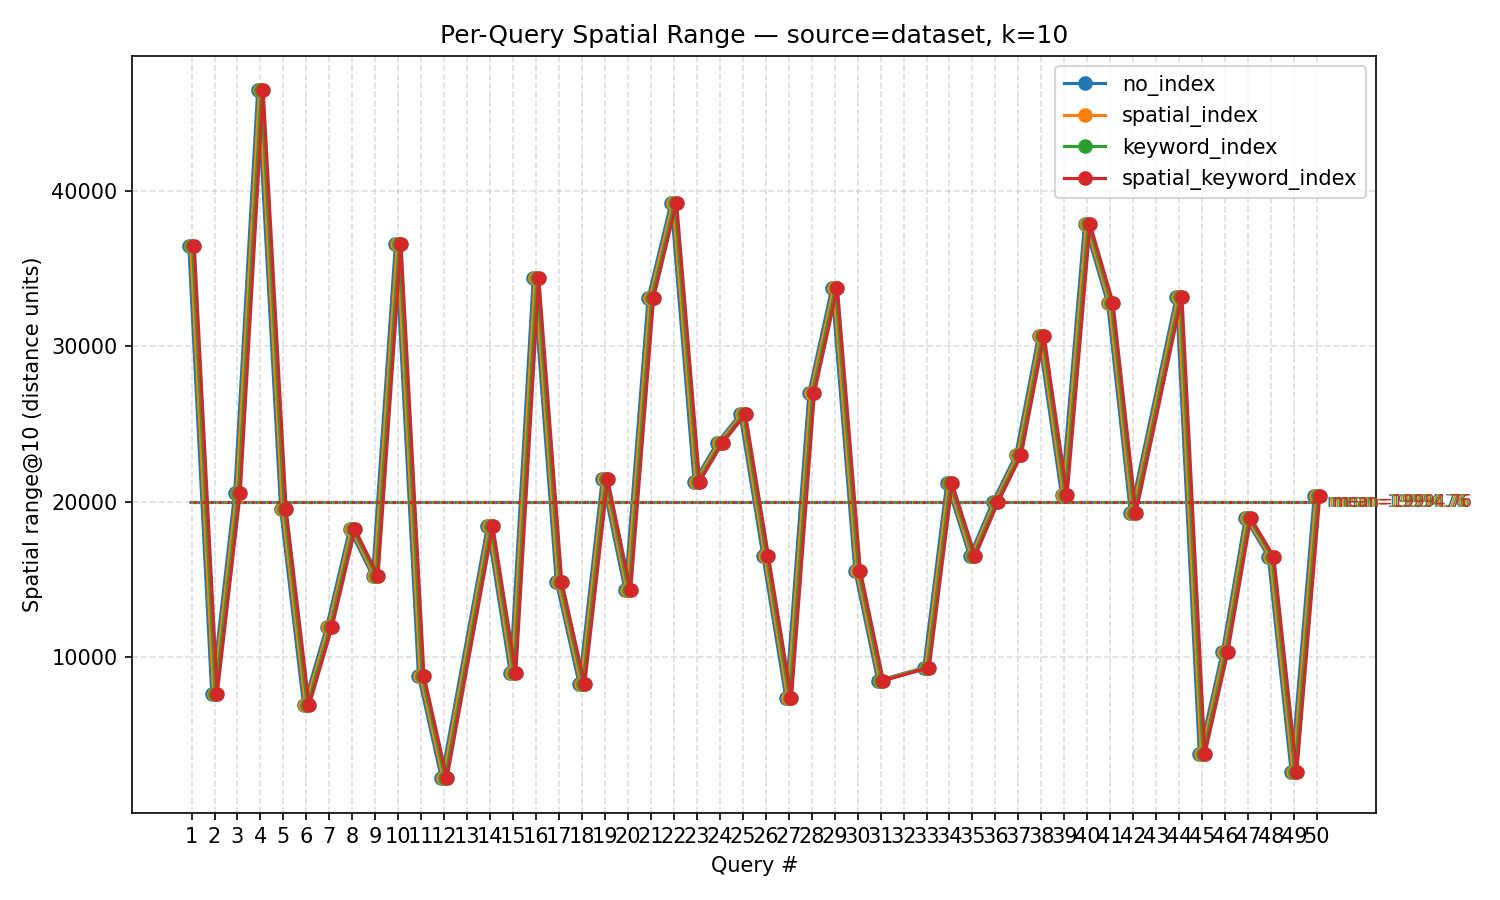 Per-Query Spatial Range — source=dataset, k=10
no_index
spatial_index
keyword_index
spatial_keyword_index
Spatial range@10 (distance units)
40000
30000
20000
10000
1 2 3 4 5 6 7 8 9 10 11 12 13 14 15 16 17 18 19 20 21 22 23 24 25 26 27 28 29 30 31 32 33 34 35 36 37 38 39 40 41 42 43 44 45 46 47 48 49 50
Query #